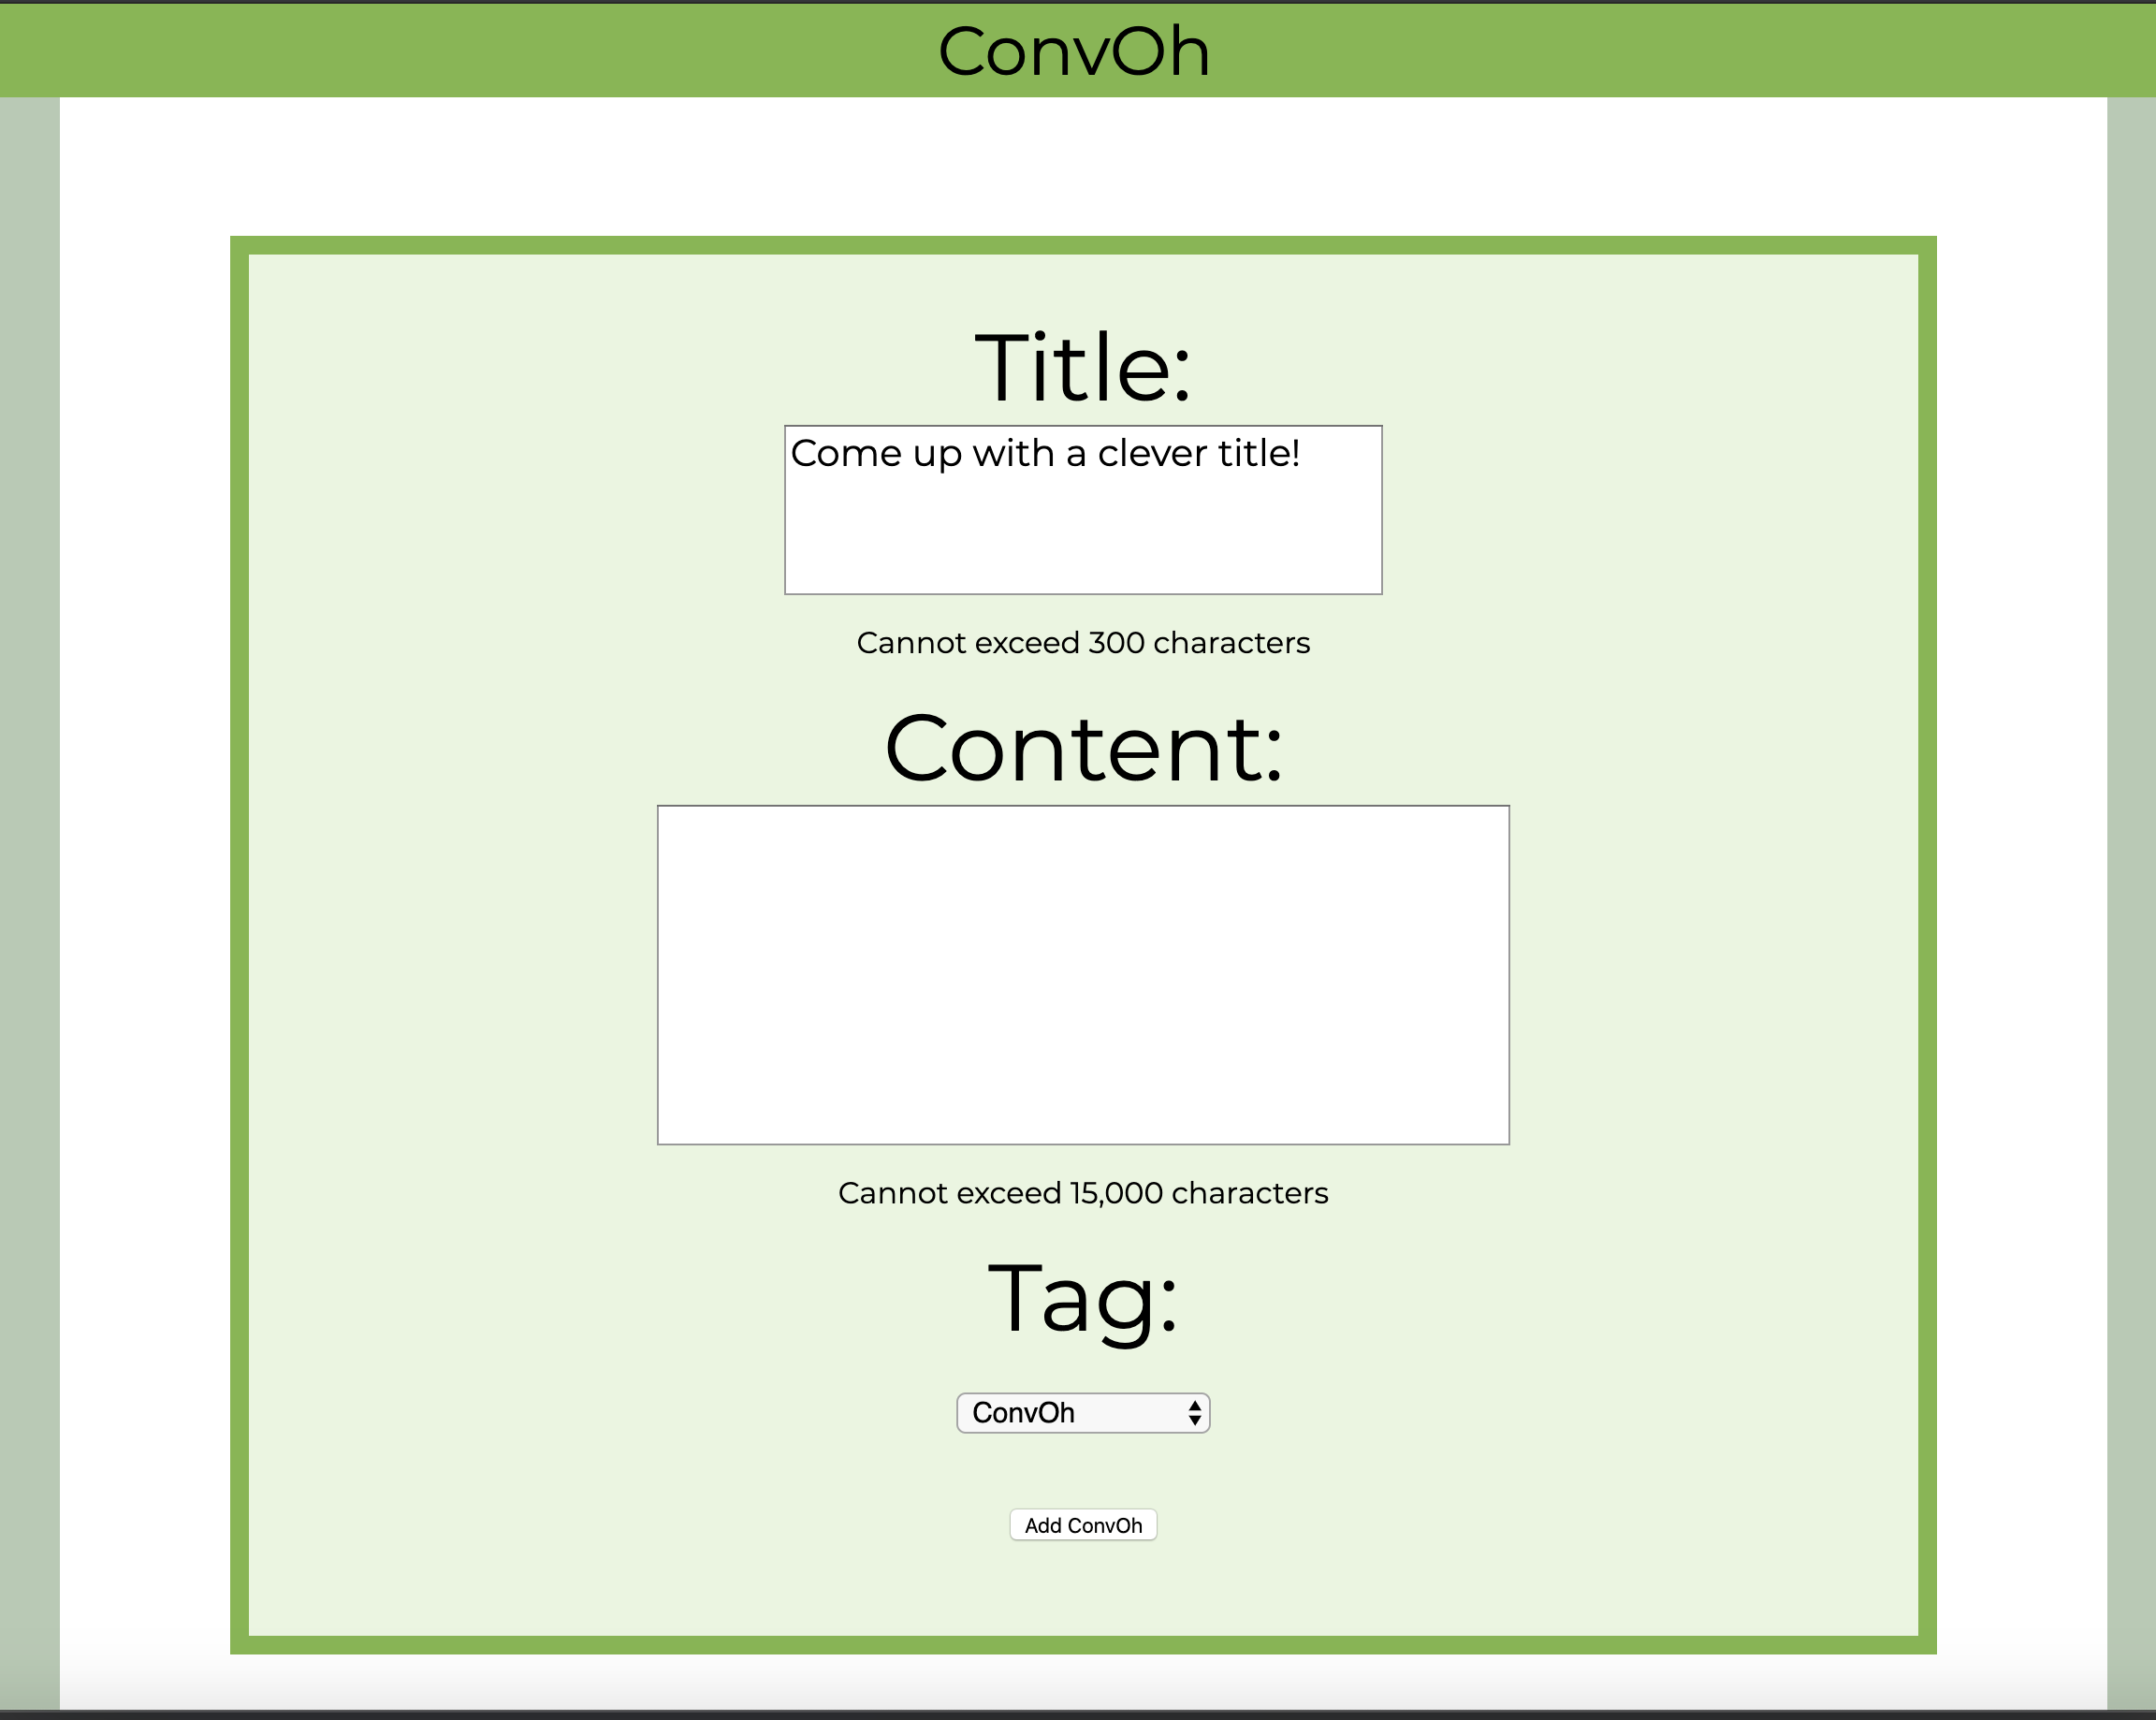 ConvOh
Title:
Come up with a clever title!
Cannot exceed 300 characters
Content:
Cannot exceed 15,000 characters
Tag:
ConvOh
Add ConvOh